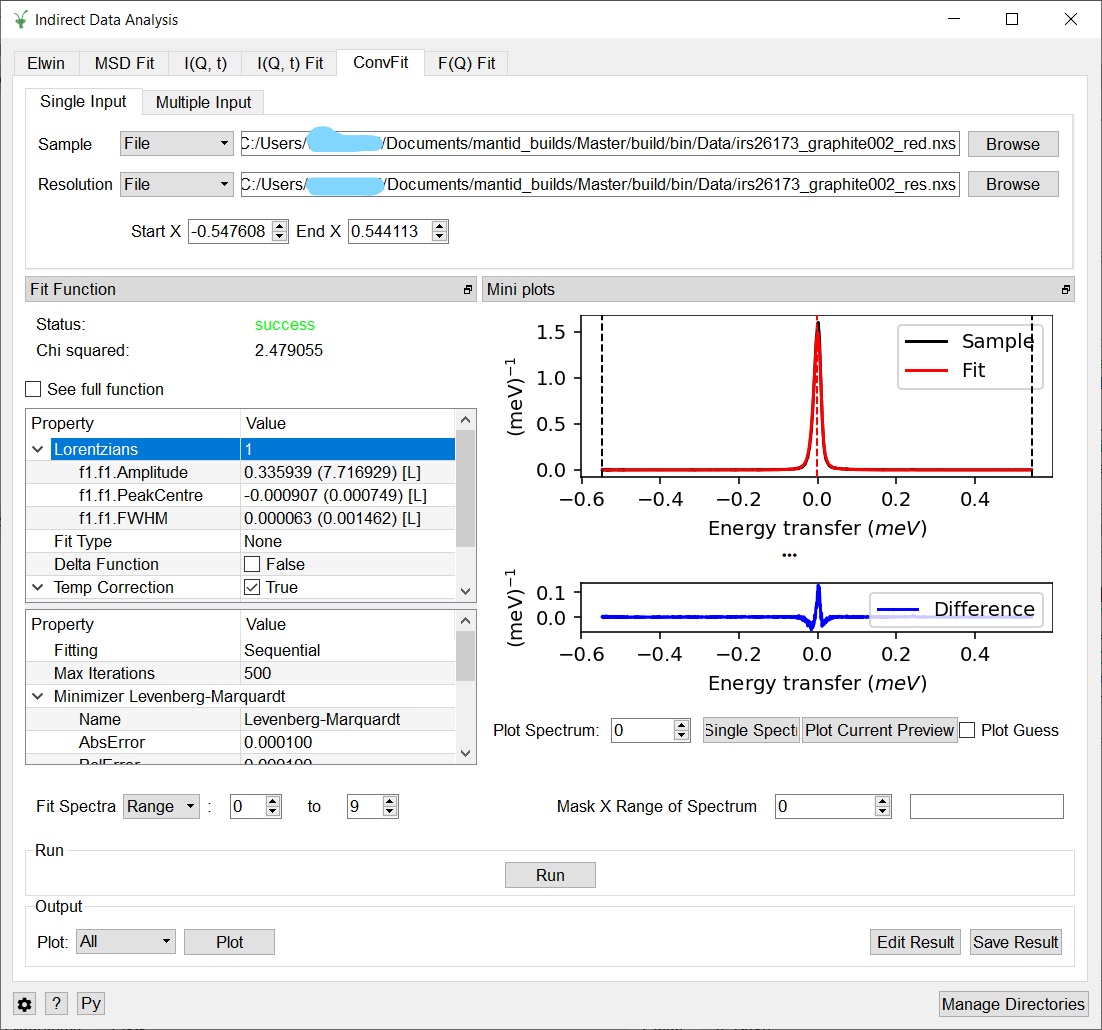 Indirect Data Analysis
Elwin MSD Fit I(Q, t) I(Q, t) Fit ConvFit F(Q) Fit
Single Input Multiple Input
Sample File C:/Users/ /Documents/mantid_builds/Master/build/bin/Data/irs26173_graphite002_red.nxs Browse
Resolution File C:/Users/ /Documents/mantid_builds/Master/build/bin/Data/irs26173_graphite002_res.nxs Browse
Start X -0.547608 End X 0.544113
Fit Function Mini plots
Status: success
Chi squared: 2.479055
See full function
Property Value
Lorentzians 1
f1.f1.Amplitude 0.335939 (7.716929) [L]
f1.f1.PeakCentre -0.000907 (0.000749) [L]
f1.f1.FWHM 0.000063 (0.001462) [L]
Fit Type None
Delta Function False
Temp Correction True
Property Value
Fitting Sequential
Max Iterations 500
Minimizer Levenberg-Marquardt
Name Levenberg-Marquardt
AbsError 0.000100
RelError 0.000100
1.5
1.0
0.5
0.0
(meV)⁻¹
Sample
Fit
−0.6 −0.4 −0.2 0.0 0.2 0.4
Energy transfer (meV)
...
0.1
0.0
(meV)⁻¹
Difference
−0.6 −0.4 −0.2 0.0 0.2 0.4
Energy transfer (meV)
Plot Spectrum: 0 Single Spect Plot Current Preview Plot Guess
Fit Spectra Range : 0 to 9 Mask X Range of Spectrum 0
Run
Run
Output
Plot: All Plot Edit Result Save Result
? Py Manage Directories